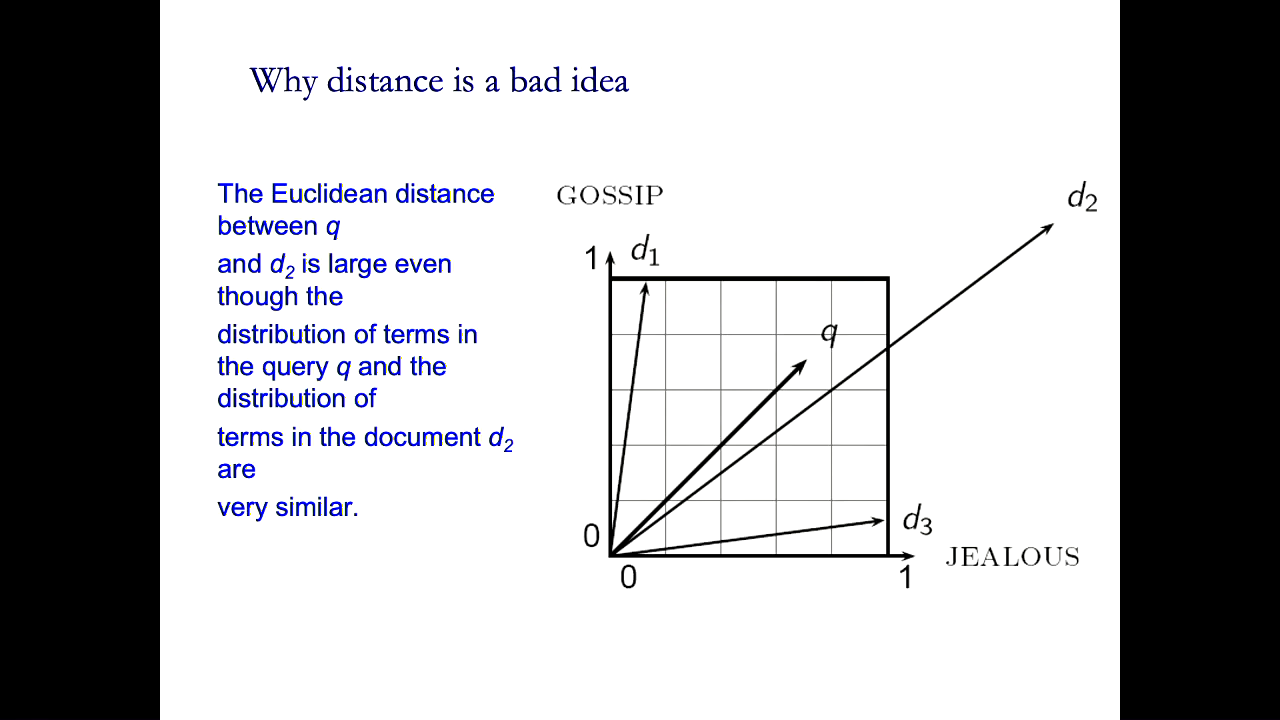 Why distance is a bad idea
The Euclidean distance
between q
and d2 is large even
though the
distribution of terms in
the query q and the
distribution of
terms in the document d2
are
very similar.
GOSSIP
d2
1
d1
q
0
d3
JEALOUS
0
1